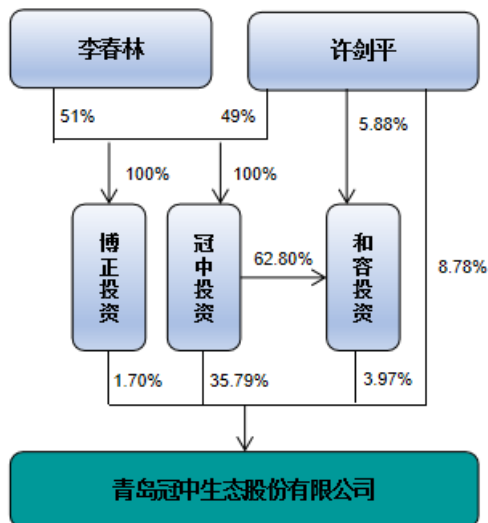 李春林
许剑平
51%
49%
5.88%
100%
100%
博正投资
冠中投资
和容投资
62.80%
8.78%
1.70%
35.79%
3.97%
青岛冠中生态股份有限公司